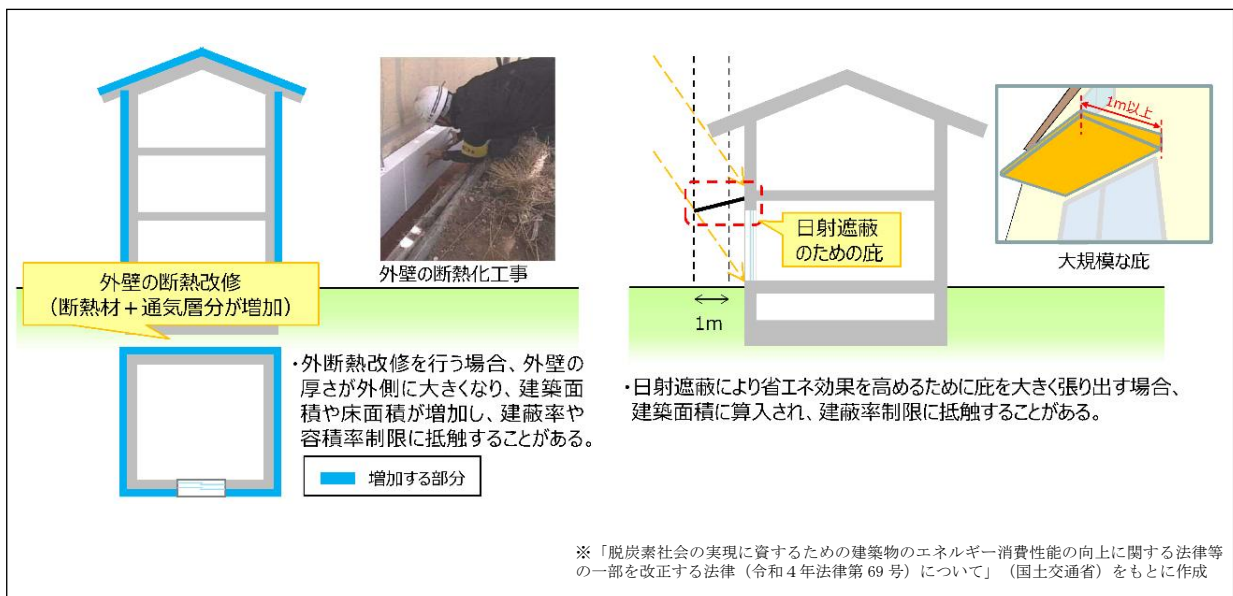 外壁の断熱改修
(断熱材+通気層分が増加)
外壁の断熱化工事
・外断熱改修を行う場合、外壁の
厚さが外側に大きくなり、建築面
積や床面積が増加し、建蔽率や
容積率制限に抵触することがある。
増加する部分
日射遮蔽
のための庇
1m
1m以上
大規模な庇
・日射遮蔽により省エネ効果を高めるために庇を大きく張り出す場合、
建築面積に算入され、建蔽率制限に抵触することがある。
※「脱炭素社会の実現に資するための建築物のエネルギー消費性能の向上に関する法律等
の一部を改正する法律(令和4年法律第 69 号)について」(国土交通省)をもとに作成